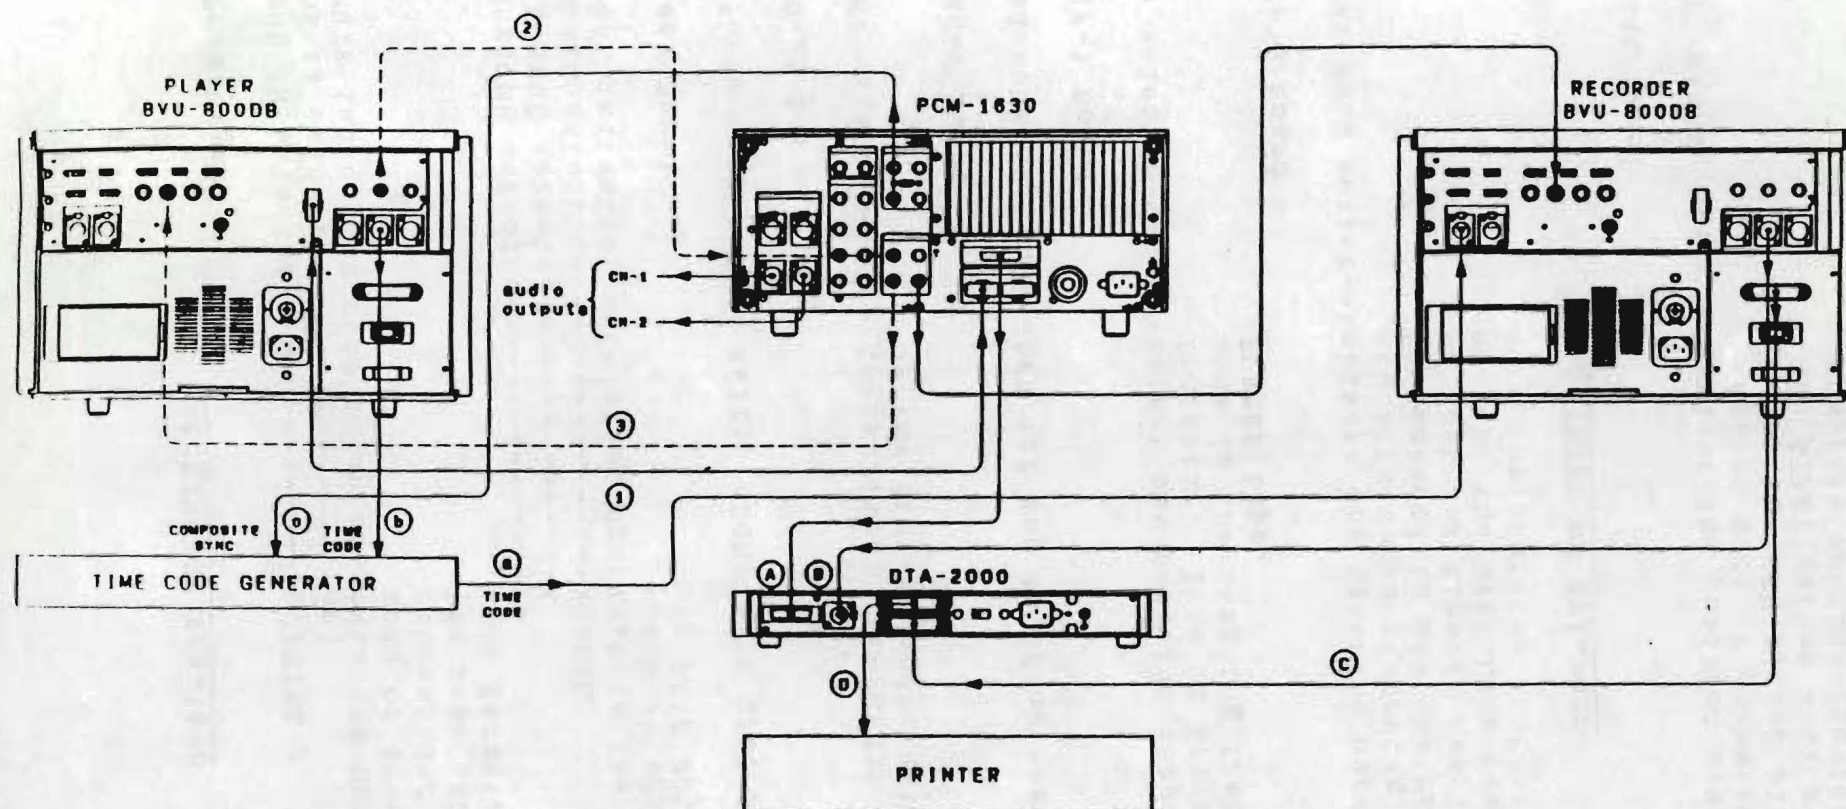 ②
PLAYER
BVU-800DB
PCM-1630
RECORDER
BVU-800DB
audio
outputs
CH-1
CH-2
③
①
COMPOSITE
SYNC
ⓐ
TIME
CODE
ⓑ
TIME CODE GENERATOR
TIME
CODE
Ⓐ
Ⓑ
DTA-2000
Ⓒ
Ⓓ
PRINTER